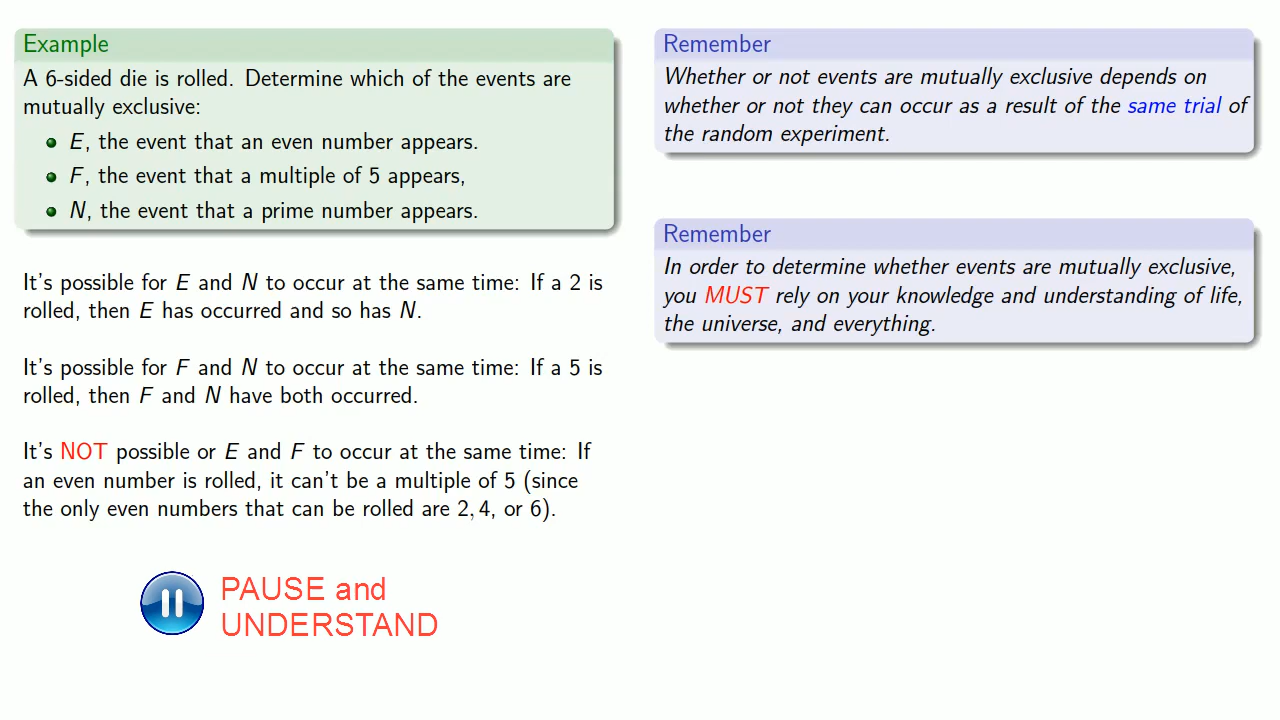 Example
A 6-sided die is rolled. Determine which of the events are
mutually exclusive:
E, the event that an even number appears.
F, the event that a multiple of 5 appears,
N, the event that a prime number appears.
It's possible for E and N to occur at the same time: If a 2 is
rolled, then E has occurred and so has N.
It's possible for F and N to occur at the same time: If a 5 is
rolled, then F and N have both occurred.
It's NOT possible or E and F to occur at the same time: If
an even number is rolled, it can't be a multiple of 5 (since
the only even numbers that can be rolled are 2, 4, or 6).
PAUSE and
UNDERSTAND
Remember
Whether or not events are mutually exclusive depends on
whether or not they can occur as a result of the same trial of
the random experiment.
Remember
In order to determine whether events are mutually exclusive,
you MUST rely on your knowledge and understanding of life,
the universe, and everything.